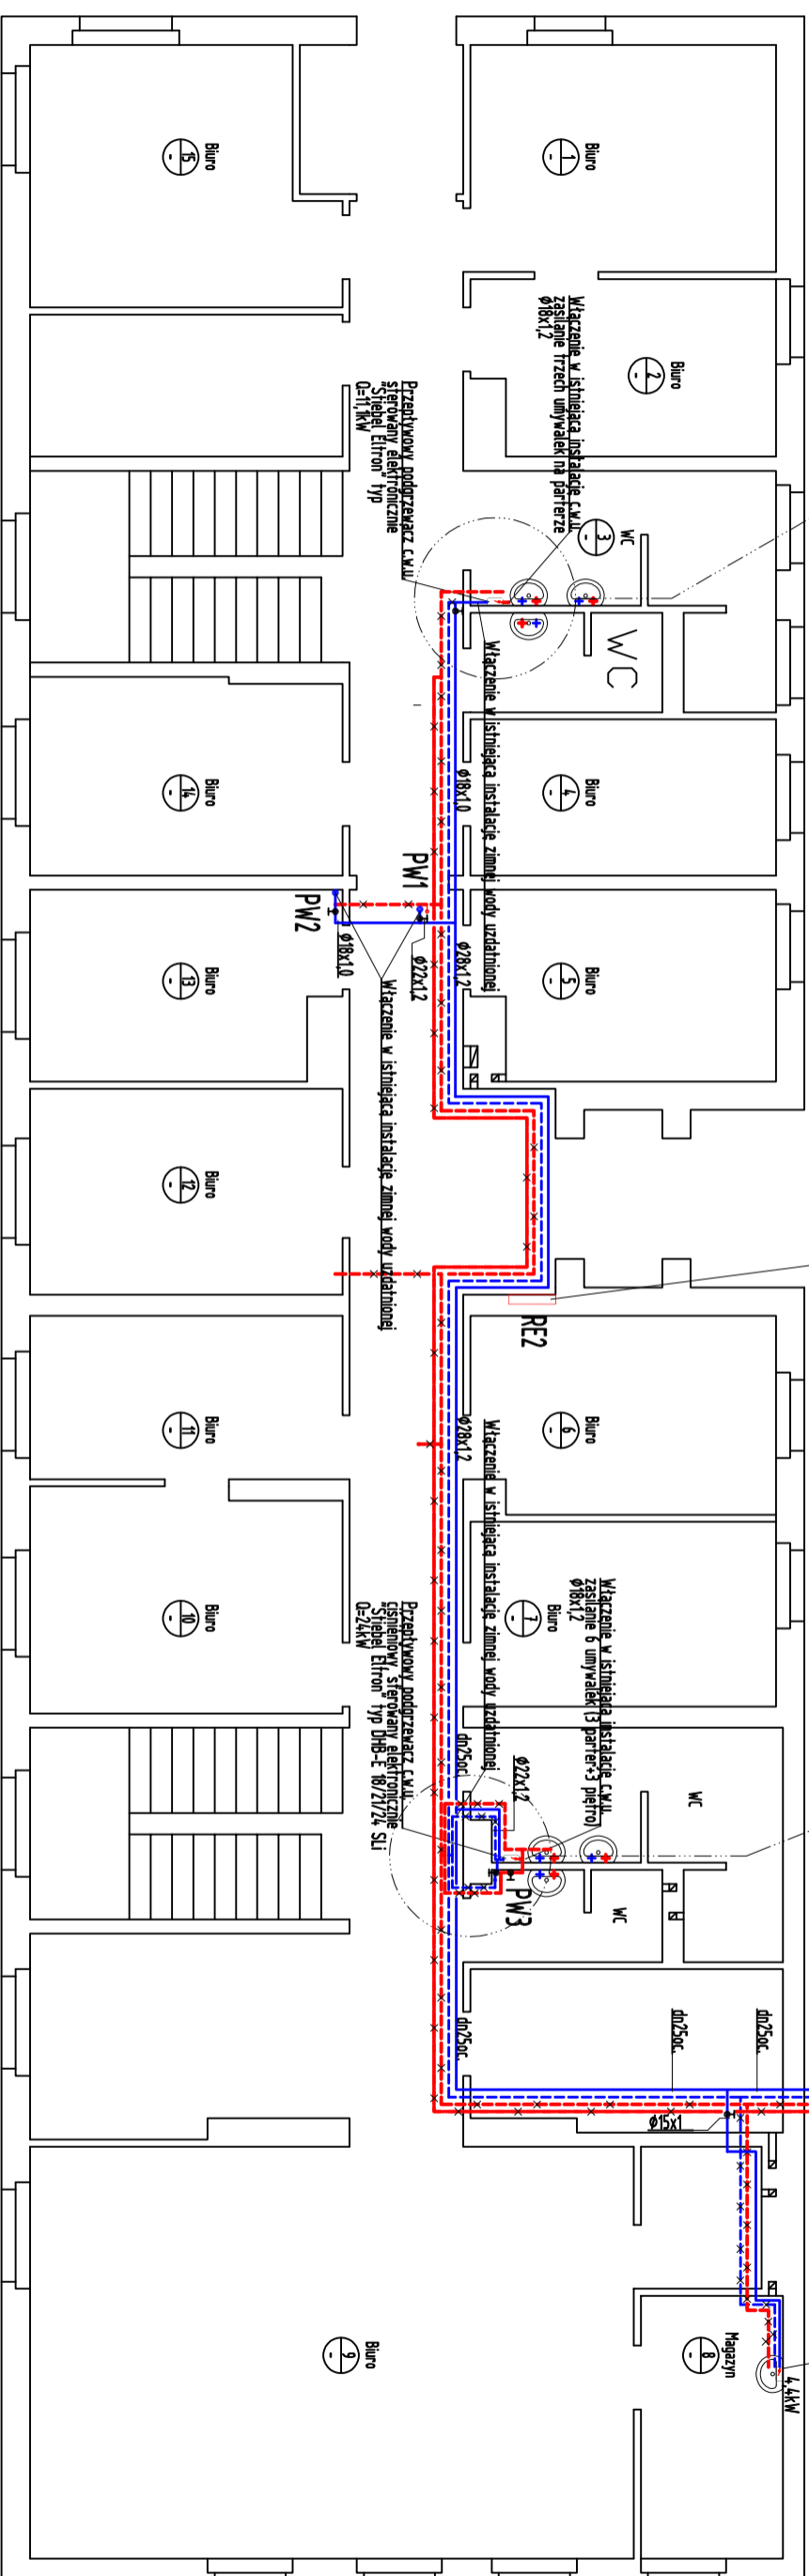 Biuro
1
-
Biuro
15
-
Biuro
2
-
Włączenie w istniejącą instalację c.w.u.
zasilanie trzech umywalek na parterze
Ø18x1,2
Przepływowy podgrzewacz c.w.u.
sterowany elektronicznie
"Stiebel Eltron" typ
Q=11,1kW
WC
3
-
WC
Włączenie w istniejącą instalację zimnej wody uzdatnionej
Biuro
4
-
Ø18x1,0
Biuro
14
-
PW1
PW2
Ø18x1,0
Ø22x1,2
Ø28x1,2
Biuro
5
-
Biuro
13
-
Włączenie w istniejącą instalację zimnej wody uzdatnionej
Biuro
12
-
RE2
Biuro
6
-
Biuro
11
-
Ø28x1,2
Włączenie w istniejącą instalację zimnej wody uzdatnionej
Biuro
7
-
Biuro
10
-
Włączenie w istniejącą instalację c.w.u.
zasilanie 6 umywalek (3 parter+3 piętro)
Ø18x1,2
Przepływowy podgrzewacz c.w.u.
ciśnieniowy, sterowany elektronicznie
"Stiebel Eltron" typ DHB-E 18/21/24 SLi
Q=24kW
dn25oc.
Ø22x1,2
WC
WC
PW3
dn25oc.
dn25oc.
dn25oc.
Ø15x1
Magazyn
8
-
4,4kW
Biuro
9
-